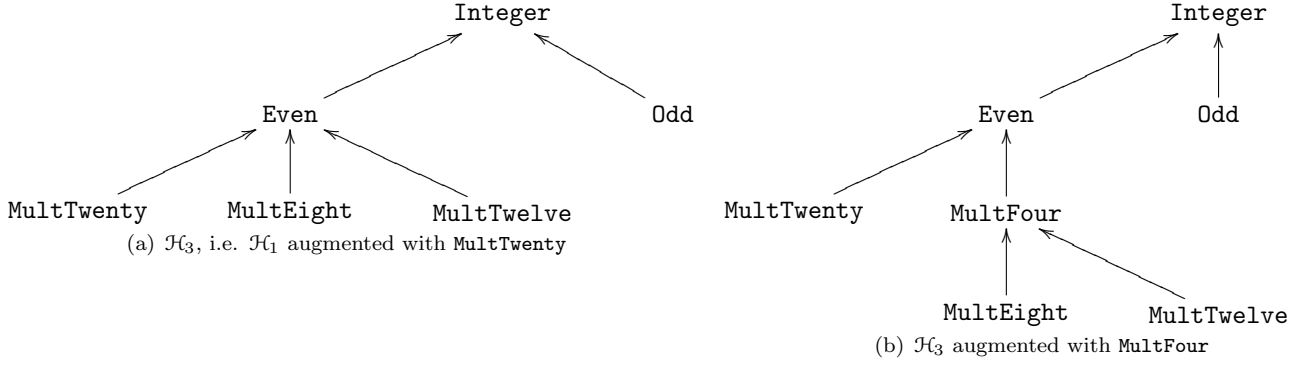 Integer
Even
Odd
MultTwenty
MultEight
MultTwelve
(a) ℋ₃, i.e. ℋ₁ augmented with MultTwenty
Integer
Even
Odd
MultTwenty
MultFour
MultEight
MultTwelve
(b) ℋ₃ augmented with MultFour